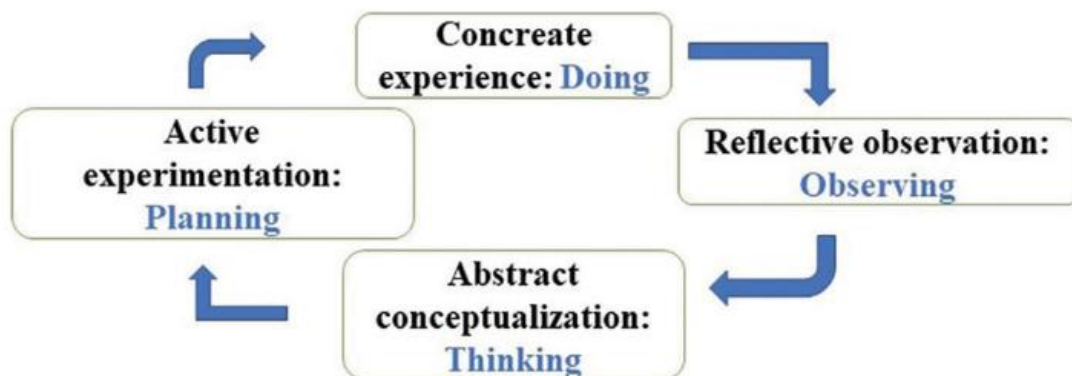 Concreate
experience: Doing
Reflective observation:
Observing
Abstract
conceptualization:
Thinking
Active
experimentation:
Planning